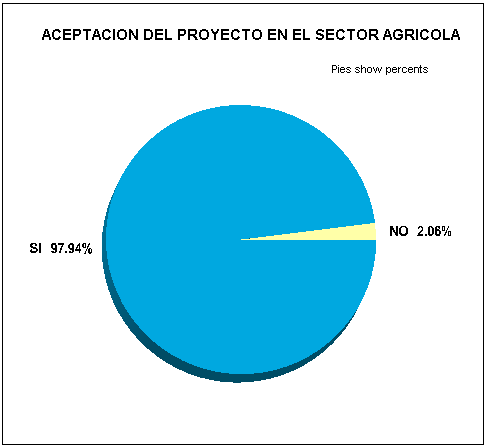 ACEPTACION DEL PROYECTO EN EL SECTOR AGRICOLA
Pies show percents
NO 2.06%
SI 97.94%